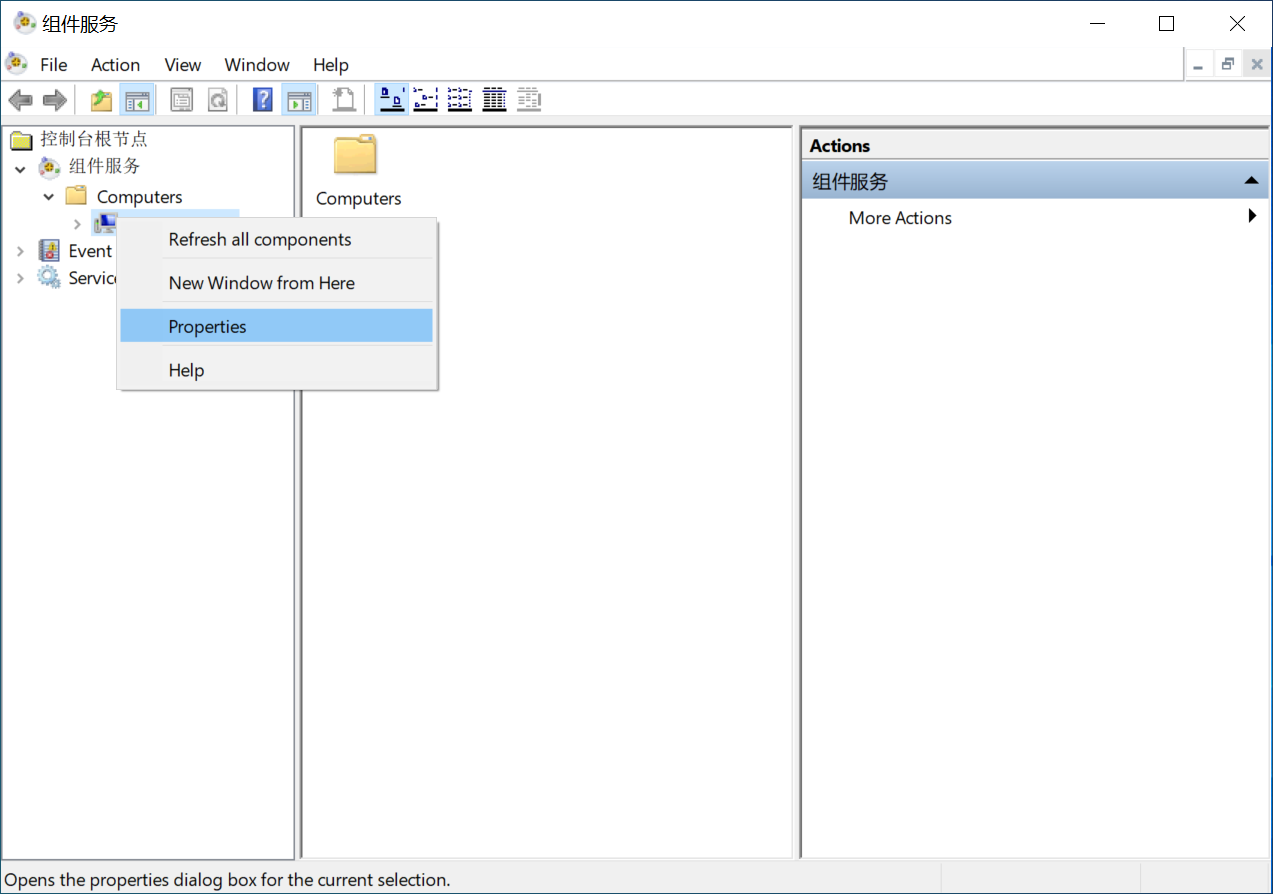 组件服务
File Action View Window Help
控制台根节点
组件服务
Computers
Event
Servic
Refresh all components
New Window from Here
Properties
Help
Computers
Actions
组件服务
More Actions
Opens the properties dialog box for the current selection.